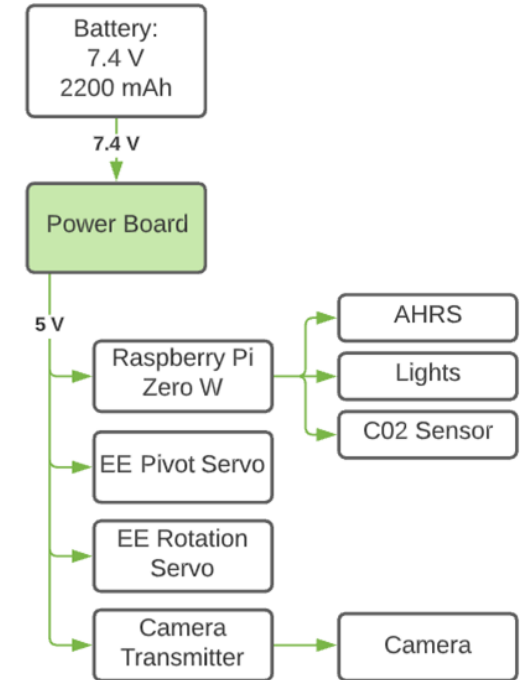 Battery:
7.4 V
2200 mAh
7.4 V
Power Board
5 V
Raspberry Pi
Zero W
AHRS
Lights
C02 Sensor
EE Pivot Servo
EE Rotation
Servo
Camera
Transmitter
Camera